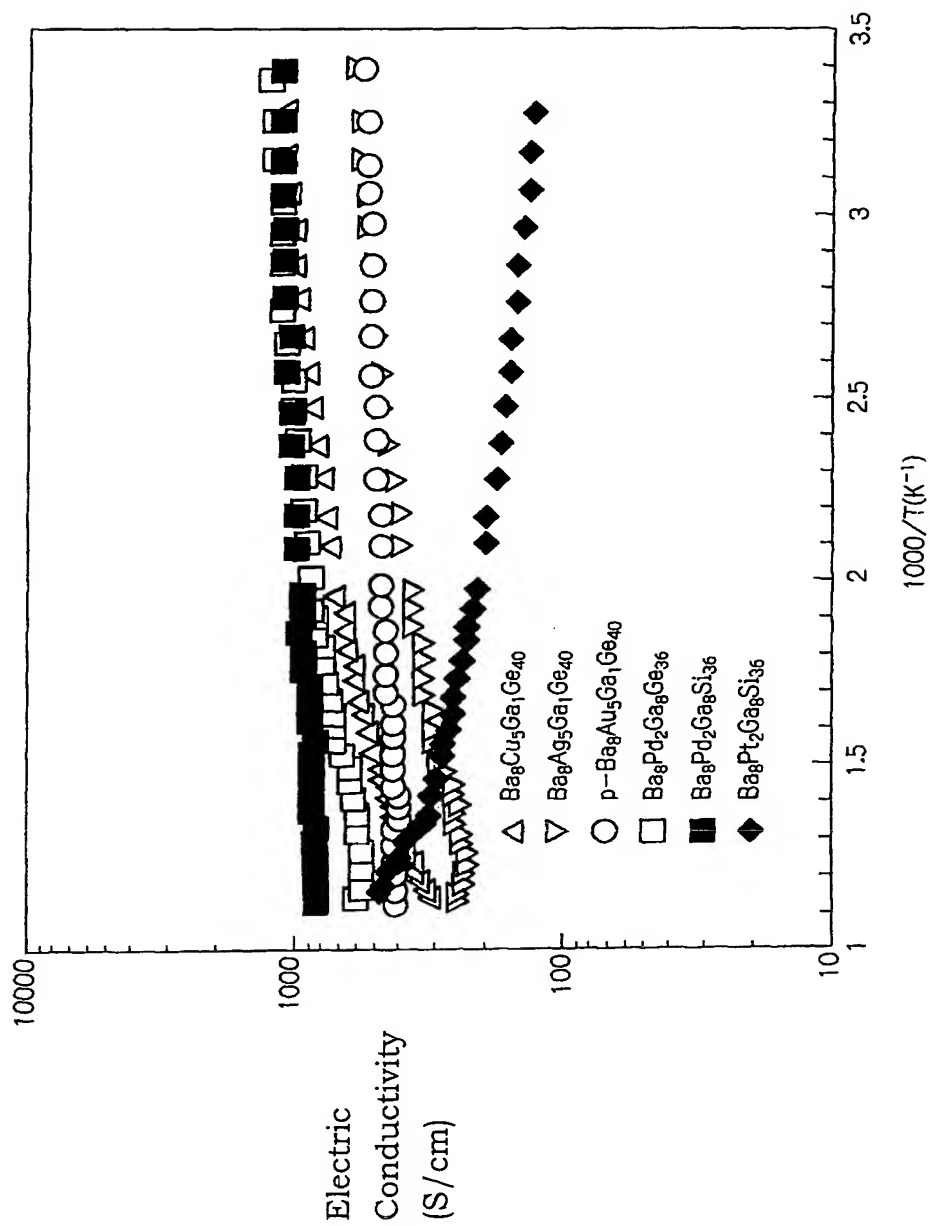 Electric
Conductivity
(S/cm)
10000
1000
100
10
1
1.5
2
2.5
3
3.5
1000/T(K⁻¹)
△ Ba₈Cu₅Ga₁Ge₄₀
▽ Ba₈Ag₅Ga₁Ge₄₀
○ p-Ba₈Au₅Ga₁Ge₄₀
□ Ba₈Pd₂Ga₈Ge₃₆
■ Ba₈Pd₂Ga₈Si₃₆
◆ Ba₈Pt₂Ga₈Si₃₆